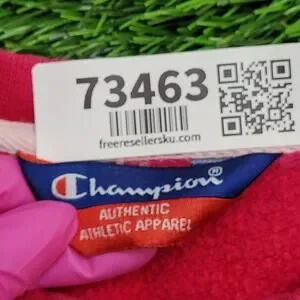 73463
freeresellersku.com
Champion
AUTHENTIC
ATHLETIC APPAREL